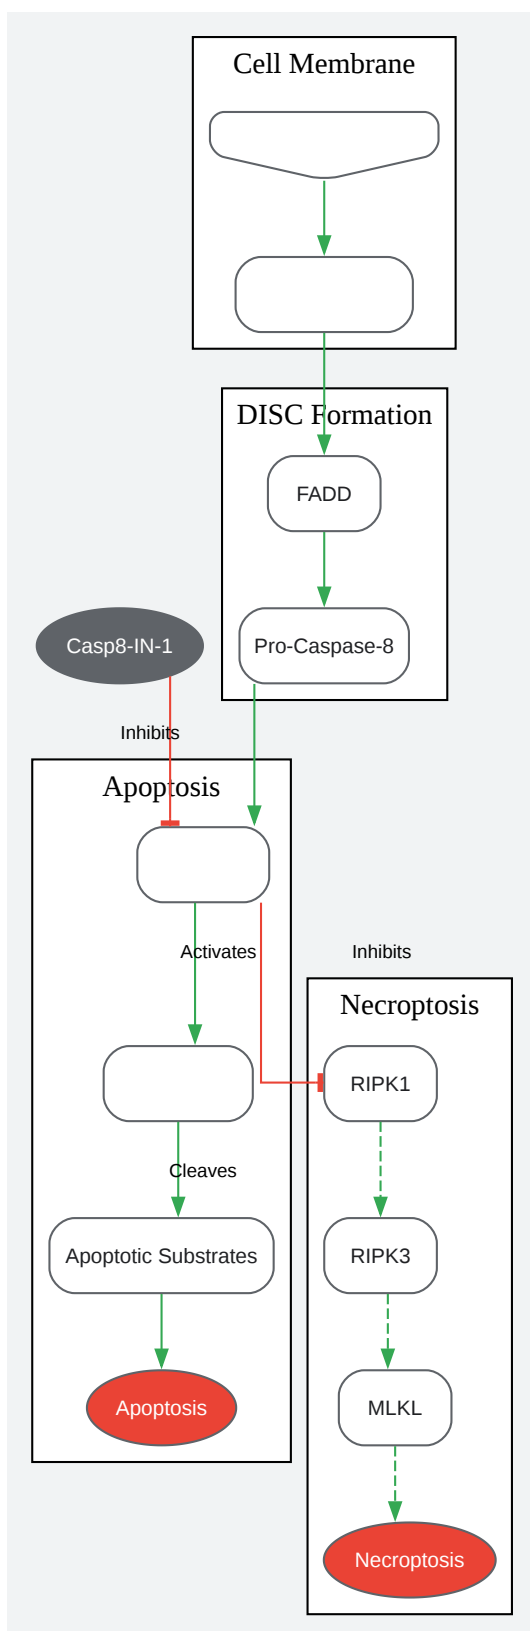 Cell Membrane
DISC Formation
FADD
Pro-Caspase-8
Casp8-IN-1
Inhibits
Apoptosis
Activates
Inhibits
Necroptosis
RIPK1
Cleaves
Apoptotic Substrates
RIPK3
Apoptosis
MLKL
Necroptosis